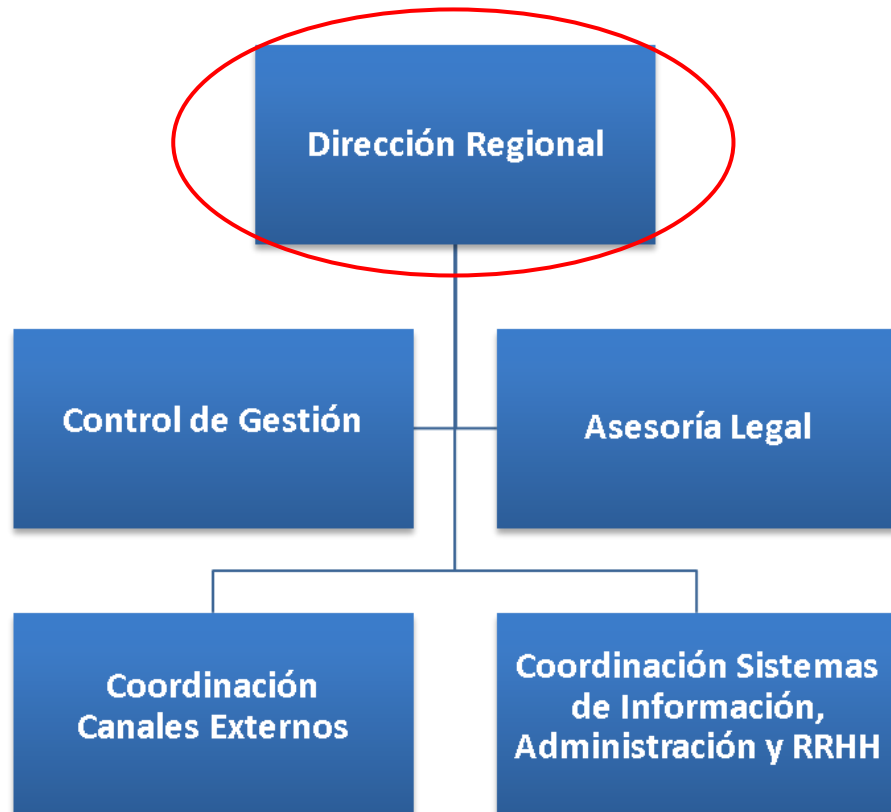 Dirección Regional
Control de Gestión
Asesoría Legal
Coordinación
Canales Externos
Coordinación Sistemas
de Información,
Administración y RRHH